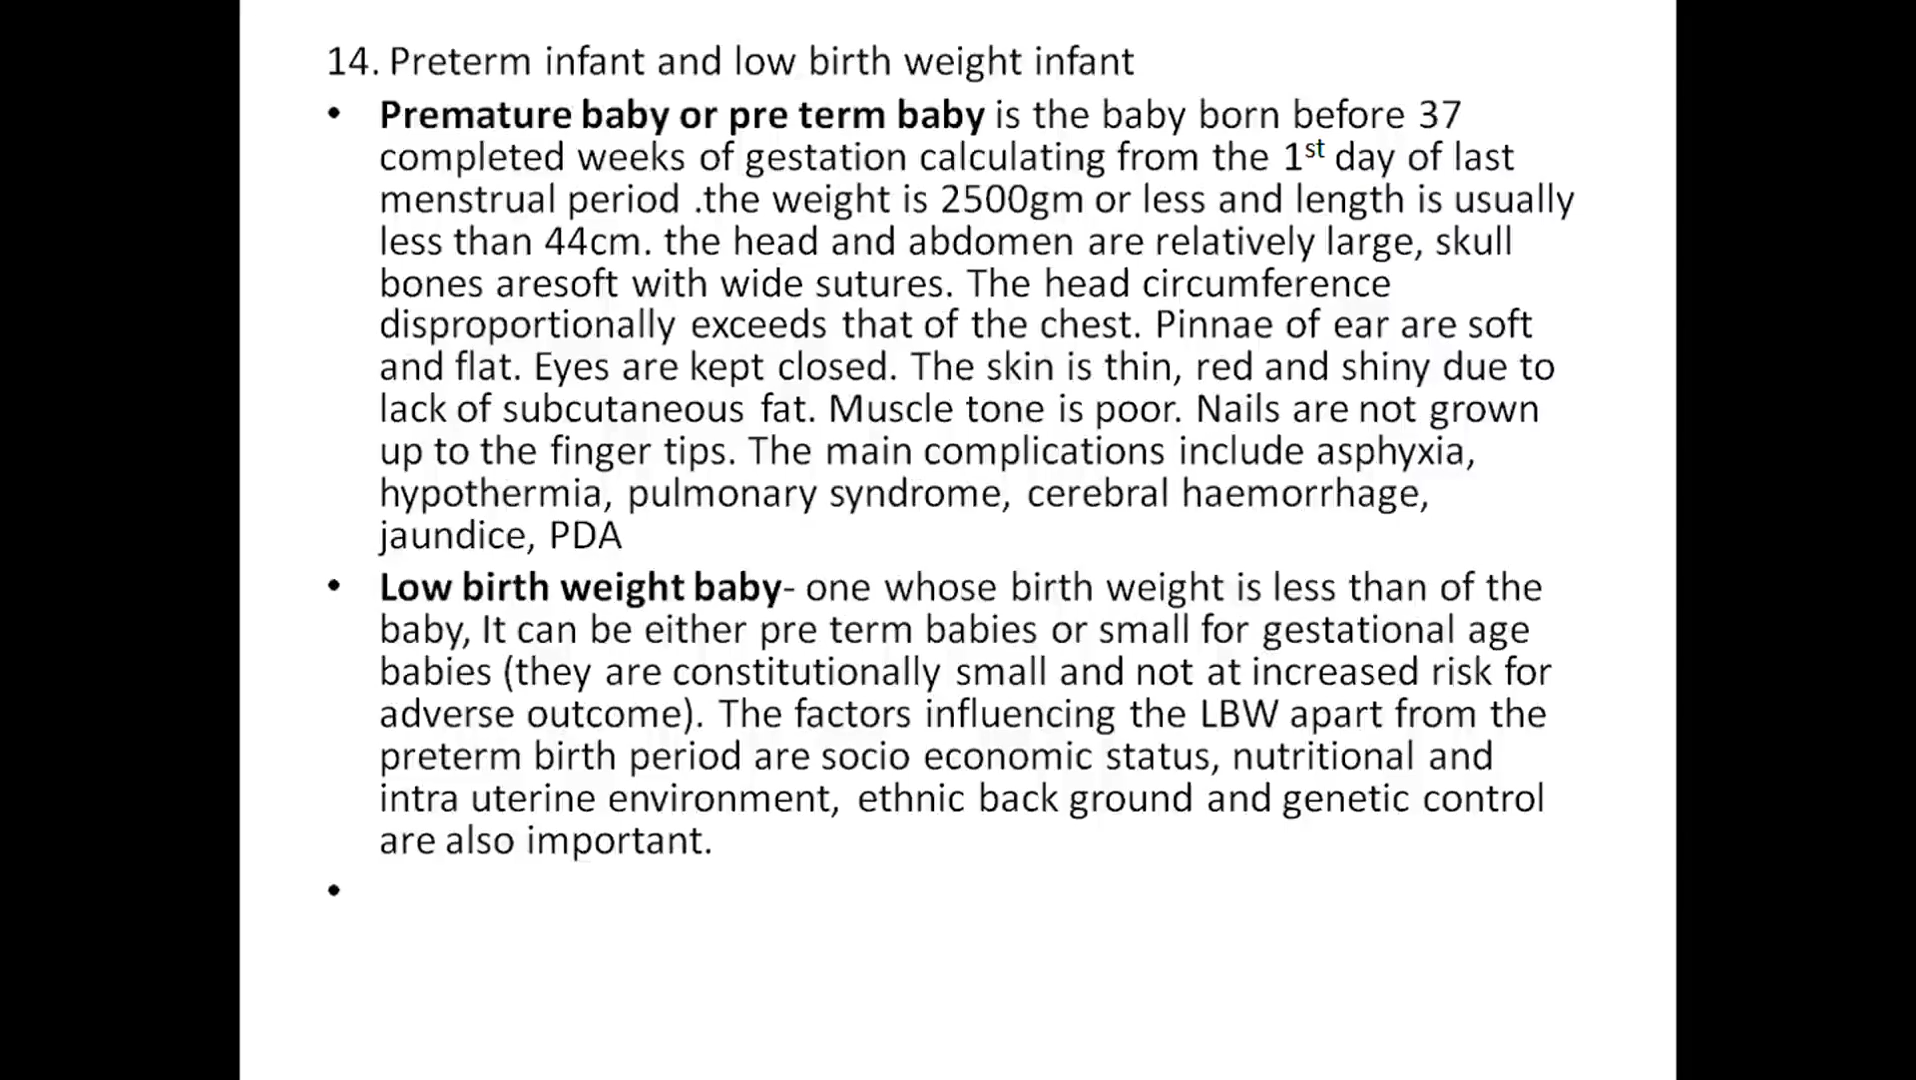 14. Preterm infant and low birth weight infant
• Premature baby or pre term baby is the baby born before 37
completed weeks of gestation calculating from the 1st day of last
menstrual period .the weight is 2500gm or less and length is usually
less than 44cm. the head and abdomen are relatively large, skull
bones aresoft with wide sutures. The head circumference
disproportionally exceeds that of the chest. Pinnae of ear are soft
and flat. Eyes are kept closed. The skin is thin, red and shiny due to
lack of subcutaneous fat. Muscle tone is poor. Nails are not grown
up to the finger tips. The main complications include asphyxia,
hypothermia, pulmonary syndrome, cerebral haemorrhage,
jaundice, PDA
• Low birth weight baby- one whose birth weight is less than of the
baby, It can be either pre term babies or small for gestational age
babies (they are constitutionally small and not at increased risk for
adverse outcome). The factors influencing the LBW apart from the
preterm birth period are socio economic status, nutritional and
intra uterine environment, ethnic back ground and genetic control
are also important.
•